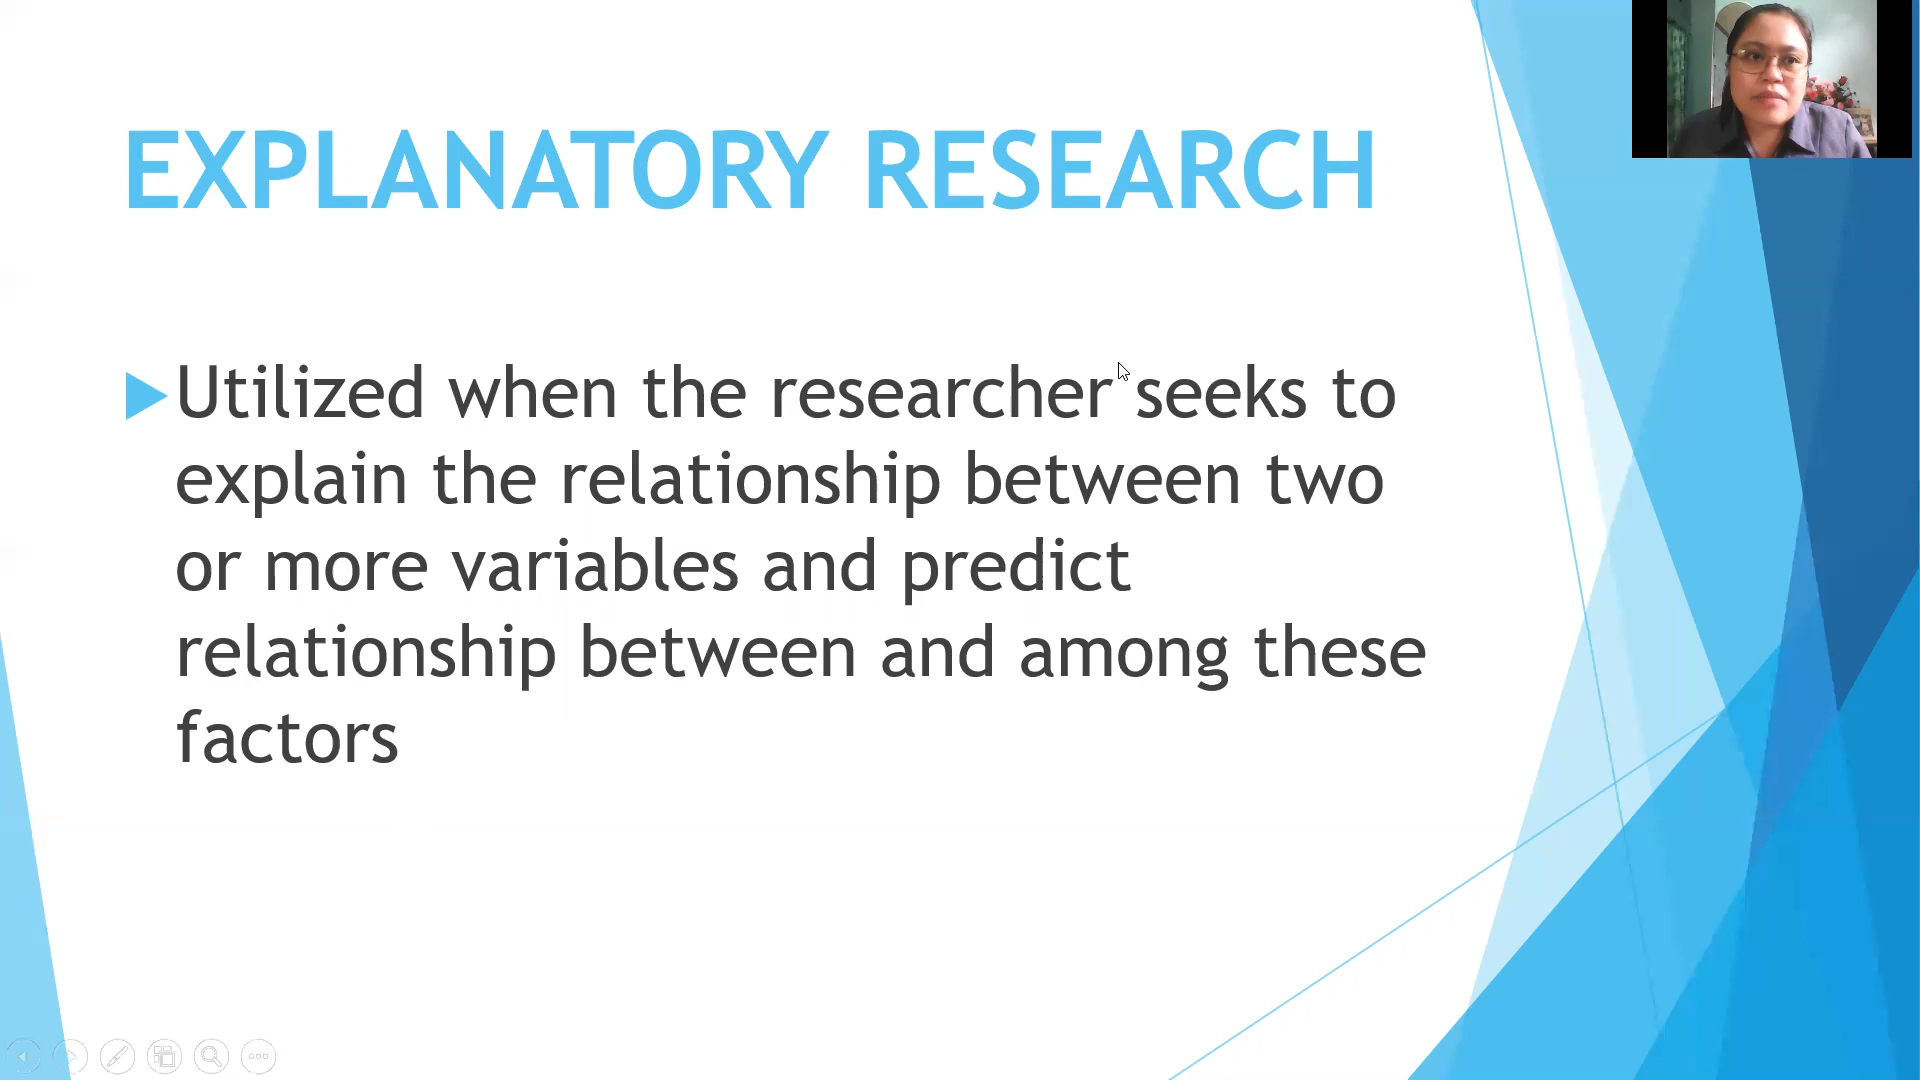 EXPLANATORY RESEARCH
Utilized when the researcher seeks to
explain the relationship between two
or more variables and predict
relationship between and among these
factors